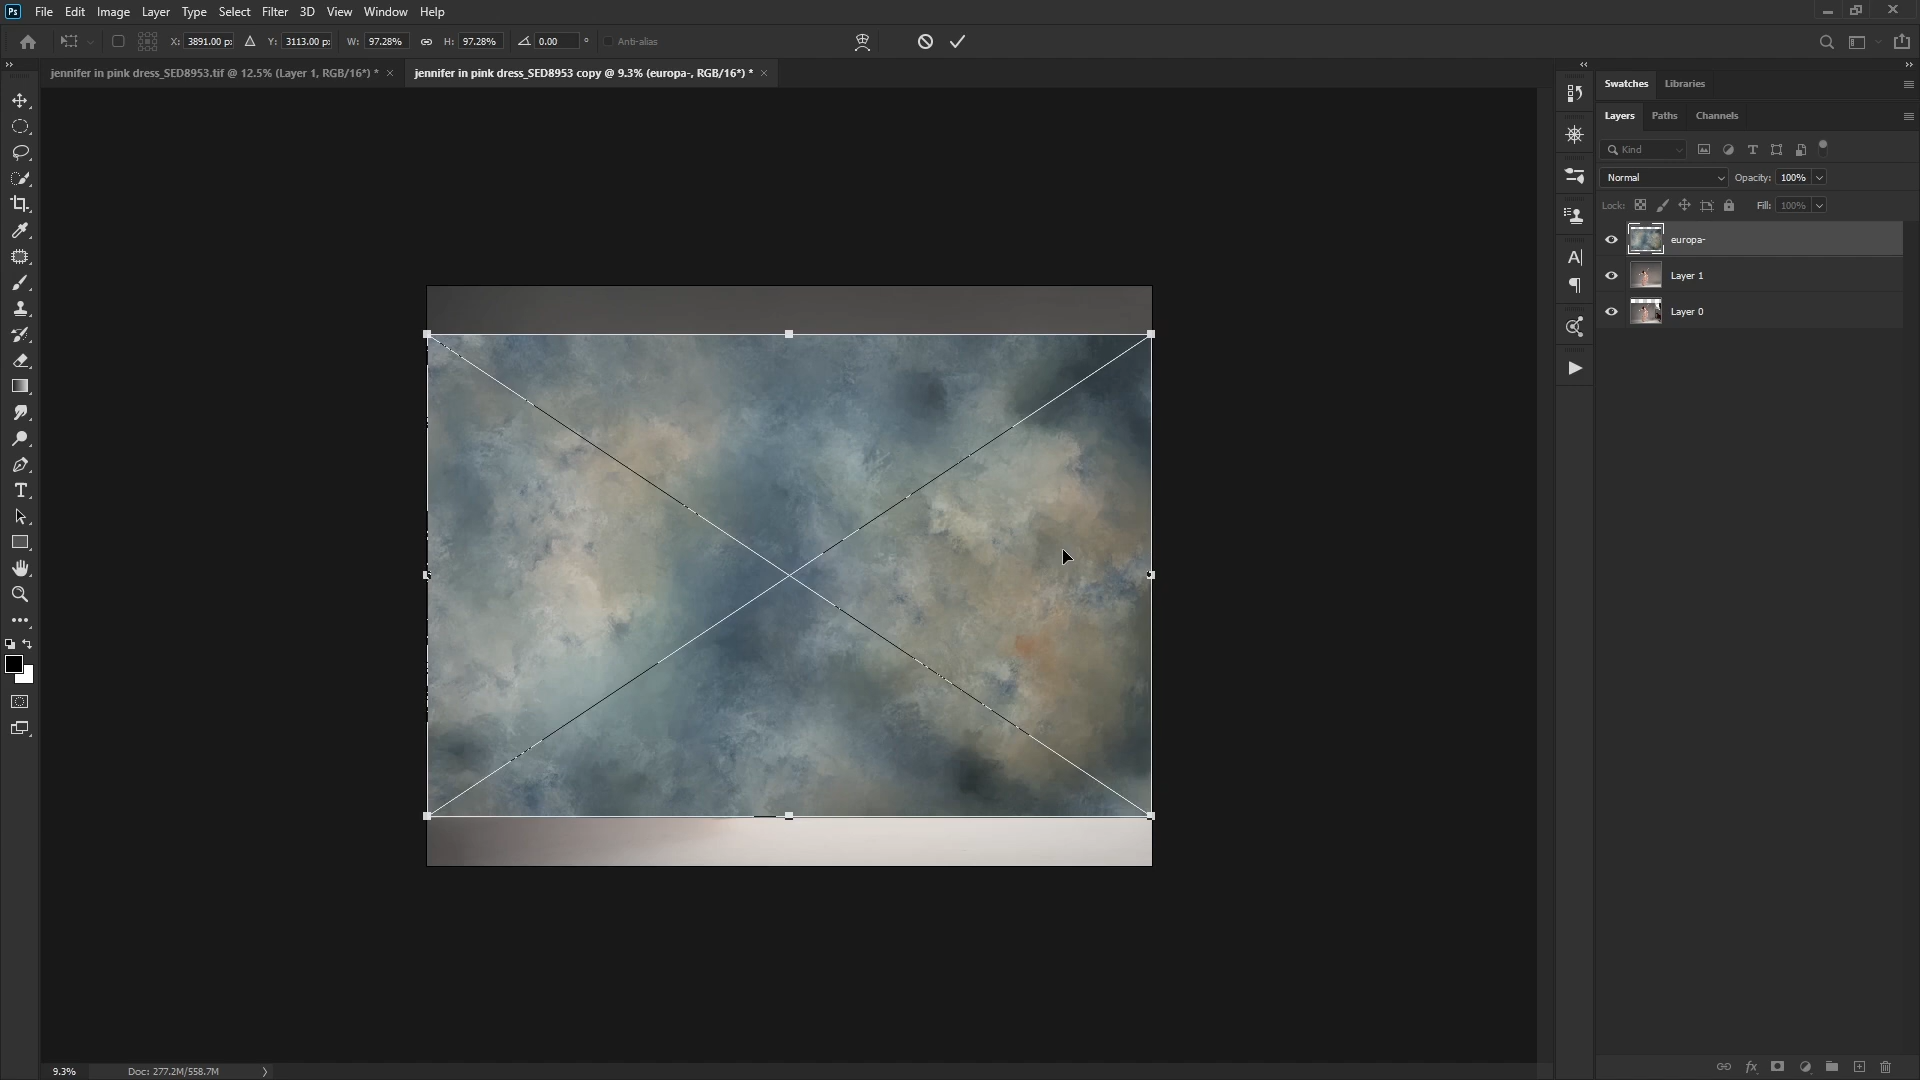 Ps File Edit Image Layer Type Select Filter 3D View Window Help
X: 3891.00 p: Y: 3113.00 p: W: 97.28% H: 97.28% 0.00 ° Anti-alias
jennifer in pink dress_SED8953.tif @ 12.5% (Layer 1, RGB/16*) * × jennifer in pink dress_SED8953 copy @ 9.3% (europa-, RGB/16*) * ×
Swatches Libraries
Layers Paths Channels
Kind
Normal Opacity: 100%
Lock: Fill: 100%
europa-
Layer 1
Layer 0
9.3% Doc: 277.2M/558.7M